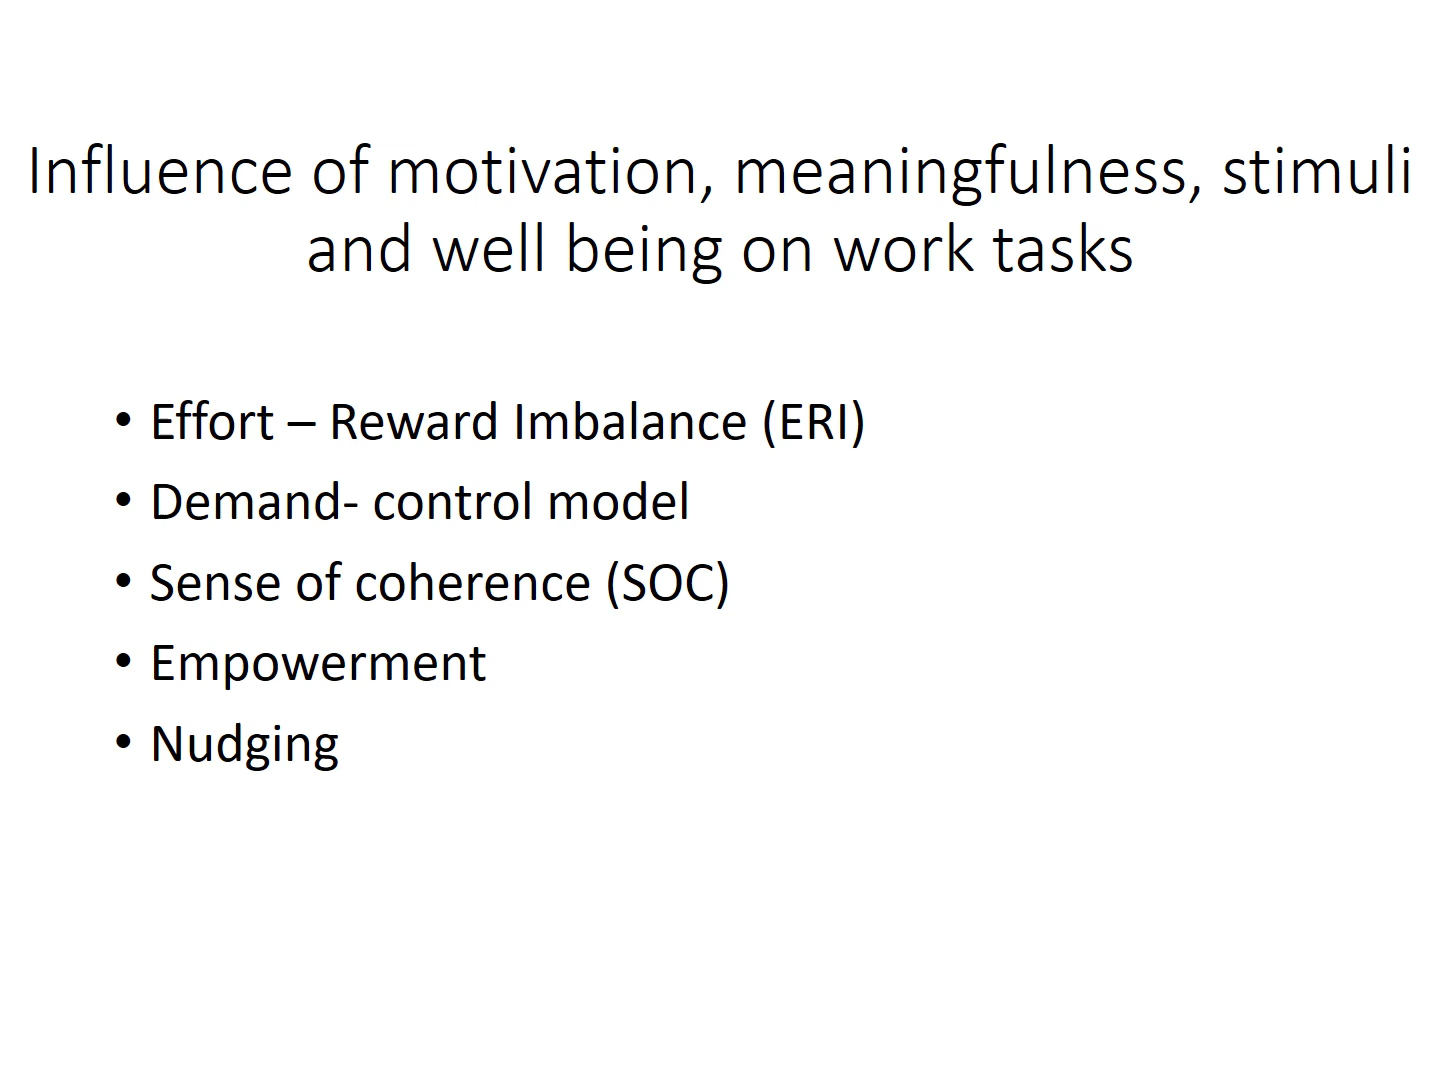 Influence of motivation, meaningfulness, stimuli
and well being on work tasks
• Effort – Reward Imbalance (ERI)
• Demand- control model
• Sense of coherence (SOC)
• Empowerment
• Nudging